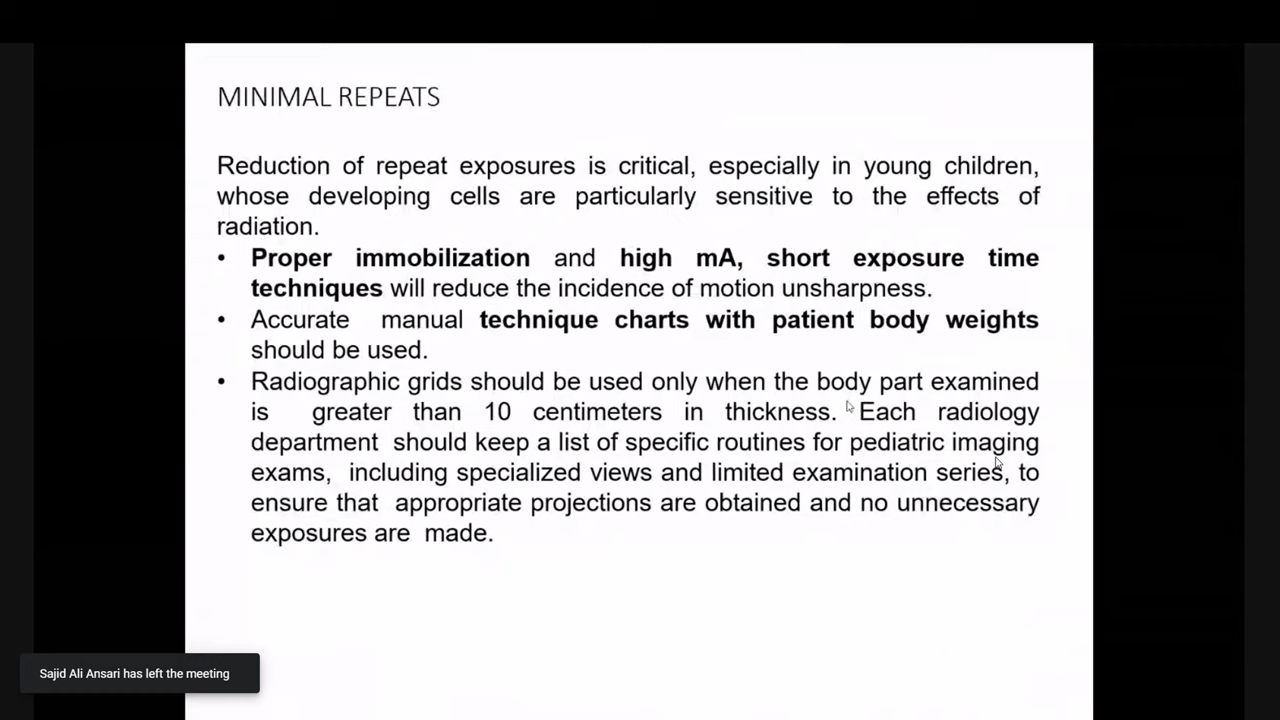 MINIMAL REPEATS
Reduction of repeat exposures is critical, especially in young children,
whose developing cells are particularly sensitive to the effects of
radiation.
• Proper immobilization and high mA, short exposure time
techniques will reduce the incidence of motion unsharpness.
• Accurate manual technique charts with patient body weights
should be used.
• Radiographic grids should be used only when the body part examined
is greater than 10 centimeters in thickness. Each radiology
department should keep a list of specific routines for pediatric imaging
exams, including specialized views and limited examination series, to
ensure that appropriate projections are obtained and no unnecessary
exposures are made.
Sajid Ali Ansari has left the meeting